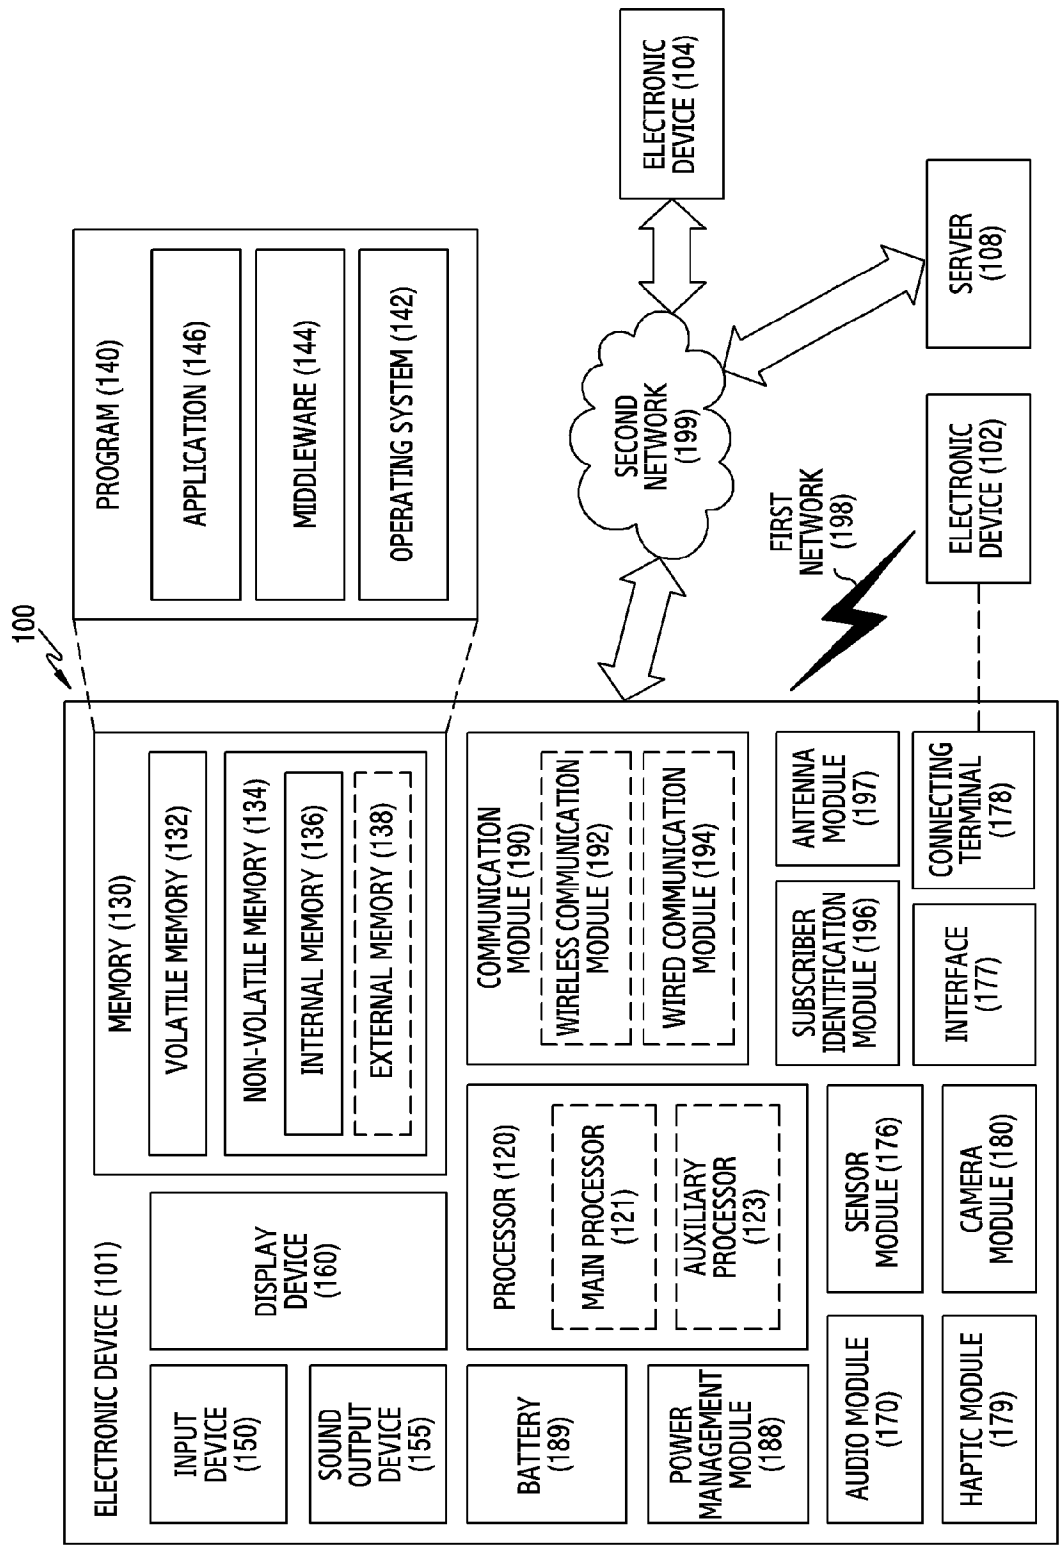 100
ELECTRONIC DEVICE (101)
INPUT
DEVICE
(150)
SOUND
OUTPUT
DEVICE
(155)
DISPLAY
DEVICE
(160)
MEMORY (130)
VOLATILE MEMORY (132)
NON-VOLATILE MEMORY (134)
INTERNAL MEMORY (136)
EXTERNAL MEMORY (138)
PROGRAM (140)
APPLICATION (146)
MIDDLEWARE (144)
OPERATING SYSTEM (142)
BATTERY
(189)
POWER
MANAGEMENT
MODULE
(188)
PROCESSOR (120)
MAIN PROCESSOR
(121)
AUXILIARY
PROCESSOR
(123)
COMMUNICATION
MODULE (190)
WIRELESS COMMUNICATION
MODULE (192)
WIRED COMMUNICATION
MODULE (194)
SECOND
NETWORK
(199)
ELECTRONIC
DEVICE (104)
AUDIO MODULE
(170)
HAPTIC MODULE
(179)
SENSOR
MODULE (176)
CAMERA
MODULE (180)
SUBSCRIBER
IDENTIFICATION
MODULE (196)
ANTENNA
MODULE
(197)
INTERFACE
(177)
CONNECTING
TERMINAL
(178)
FIRST
NETWORK
(198)
ELECTRONIC
DEVICE (102)
SERVER
(108)